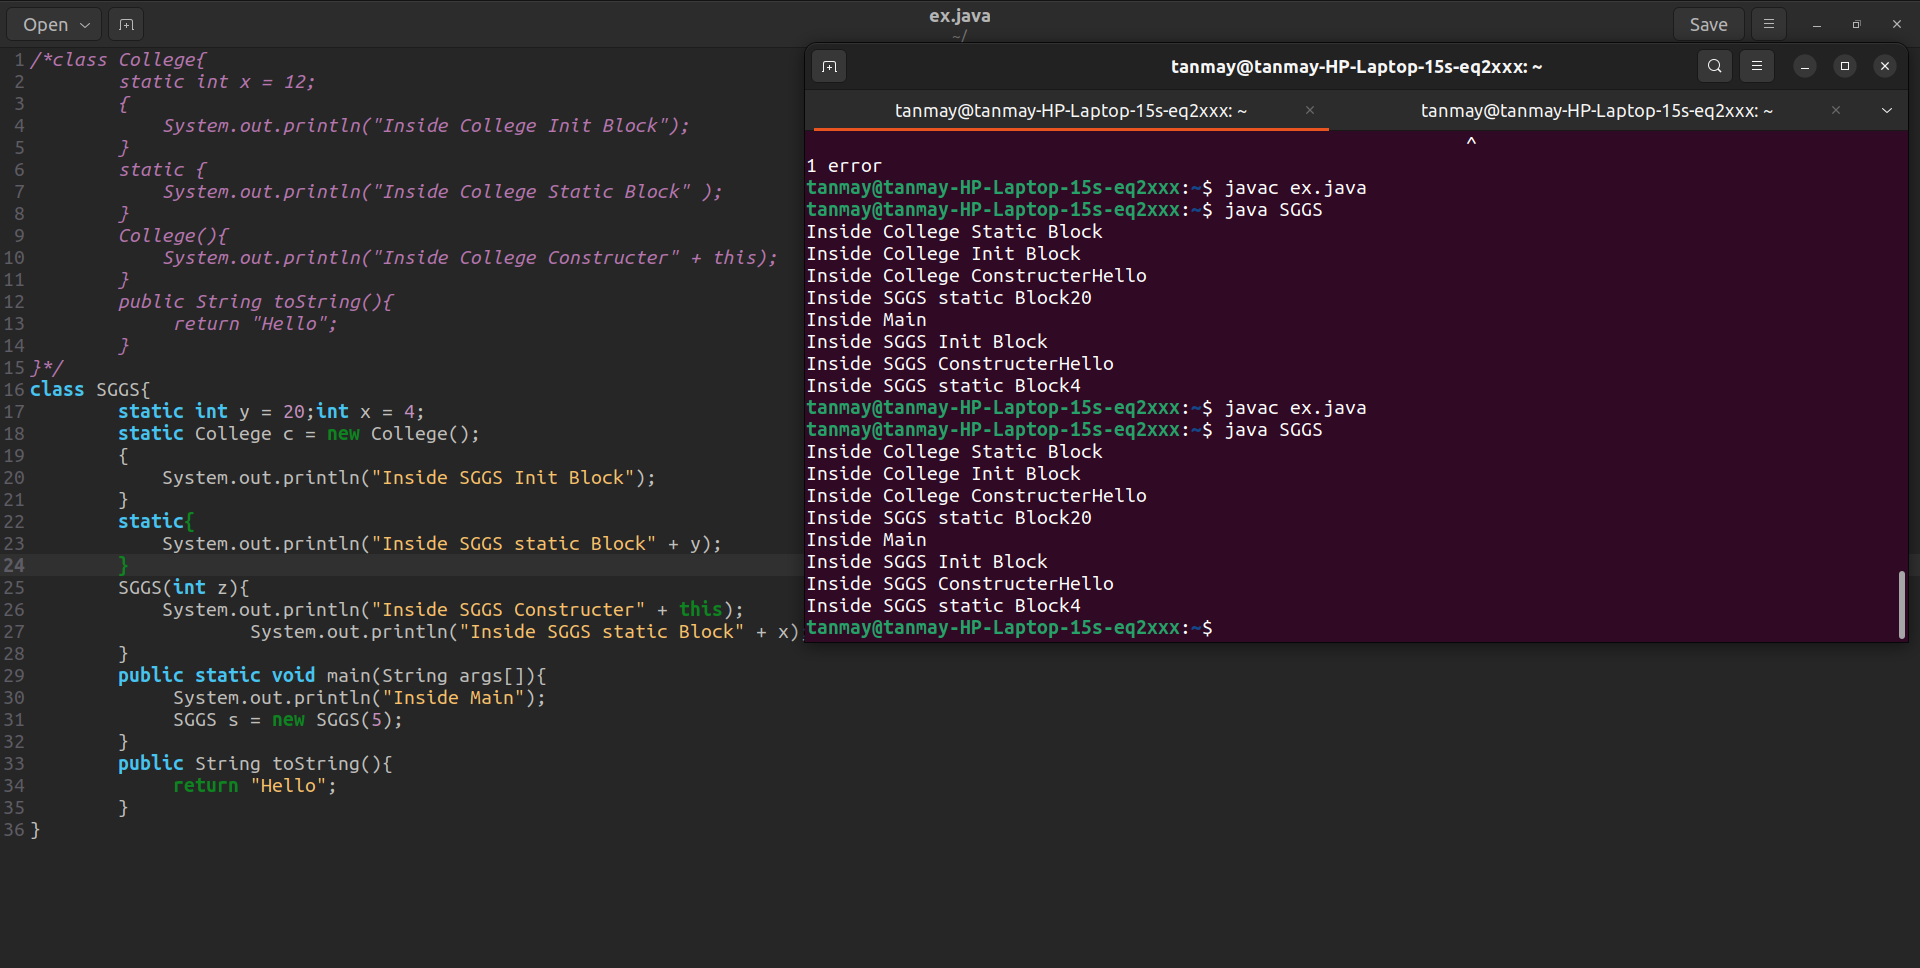 Open
ex.java
~/
Save
1 /*class College{
2 static int x = 12;
3 {
4 System.out.println("Inside College Init Block");
5 }
6 static {
7 System.out.println("Inside College Static Block" );
8 }
9 College(){
10 System.out.println("Inside College Constructer" + this);
11 }
12 public String toString(){
13 return "Hello";
14 }
15 }*/
16 class SGGS{
17 static int y = 20;int x = 4;
18 static College c = new College();
19 {
20 System.out.println("Inside SGGS Init Block");
21 }
22 static{
23 System.out.println("Inside SGGS static Block" + y);
24 }
25 SGGS(int z){
26 System.out.println("Inside SGGS Constructer" + this);
27 System.out.println("Inside SGGS static Block" + x)
28 }
29 public static void main(String args[]){
30 System.out.println("Inside Main");
31 SGGS s = new SGGS(5);
32 }
33 public String toString(){
34 return "Hello";
35 }
36 }
tanmay@tanmay-HP-Laptop-15s-eq2xxx: ~
tanmay@tanmay-HP-Laptop-15s-eq2xxx: ~
tanmay@tanmay-HP-Laptop-15s-eq2xxx: ~
^
1 error
tanmay@tanmay-HP-Laptop-15s-eq2xxx:~$ javac ex.java
tanmay@tanmay-HP-Laptop-15s-eq2xxx:~$ java SGGS
Inside College Static Block
Inside College Init Block
Inside College ConstructerHello
Inside SGGS static Block20
Inside Main
Inside SGGS Init Block
Inside SGGS ConstructerHello
Inside SGGS static Block4
tanmay@tanmay-HP-Laptop-15s-eq2xxx:~$ javac ex.java
tanmay@tanmay-HP-Laptop-15s-eq2xxx:~$ java SGGS
Inside College Static Block
Inside College Init Block
Inside College ConstructerHello
Inside SGGS static Block20
Inside Main
Inside SGGS Init Block
Inside SGGS ConstructerHello
Inside SGGS static Block4
tanmay@tanmay-HP-Laptop-15s-eq2xxx:~$